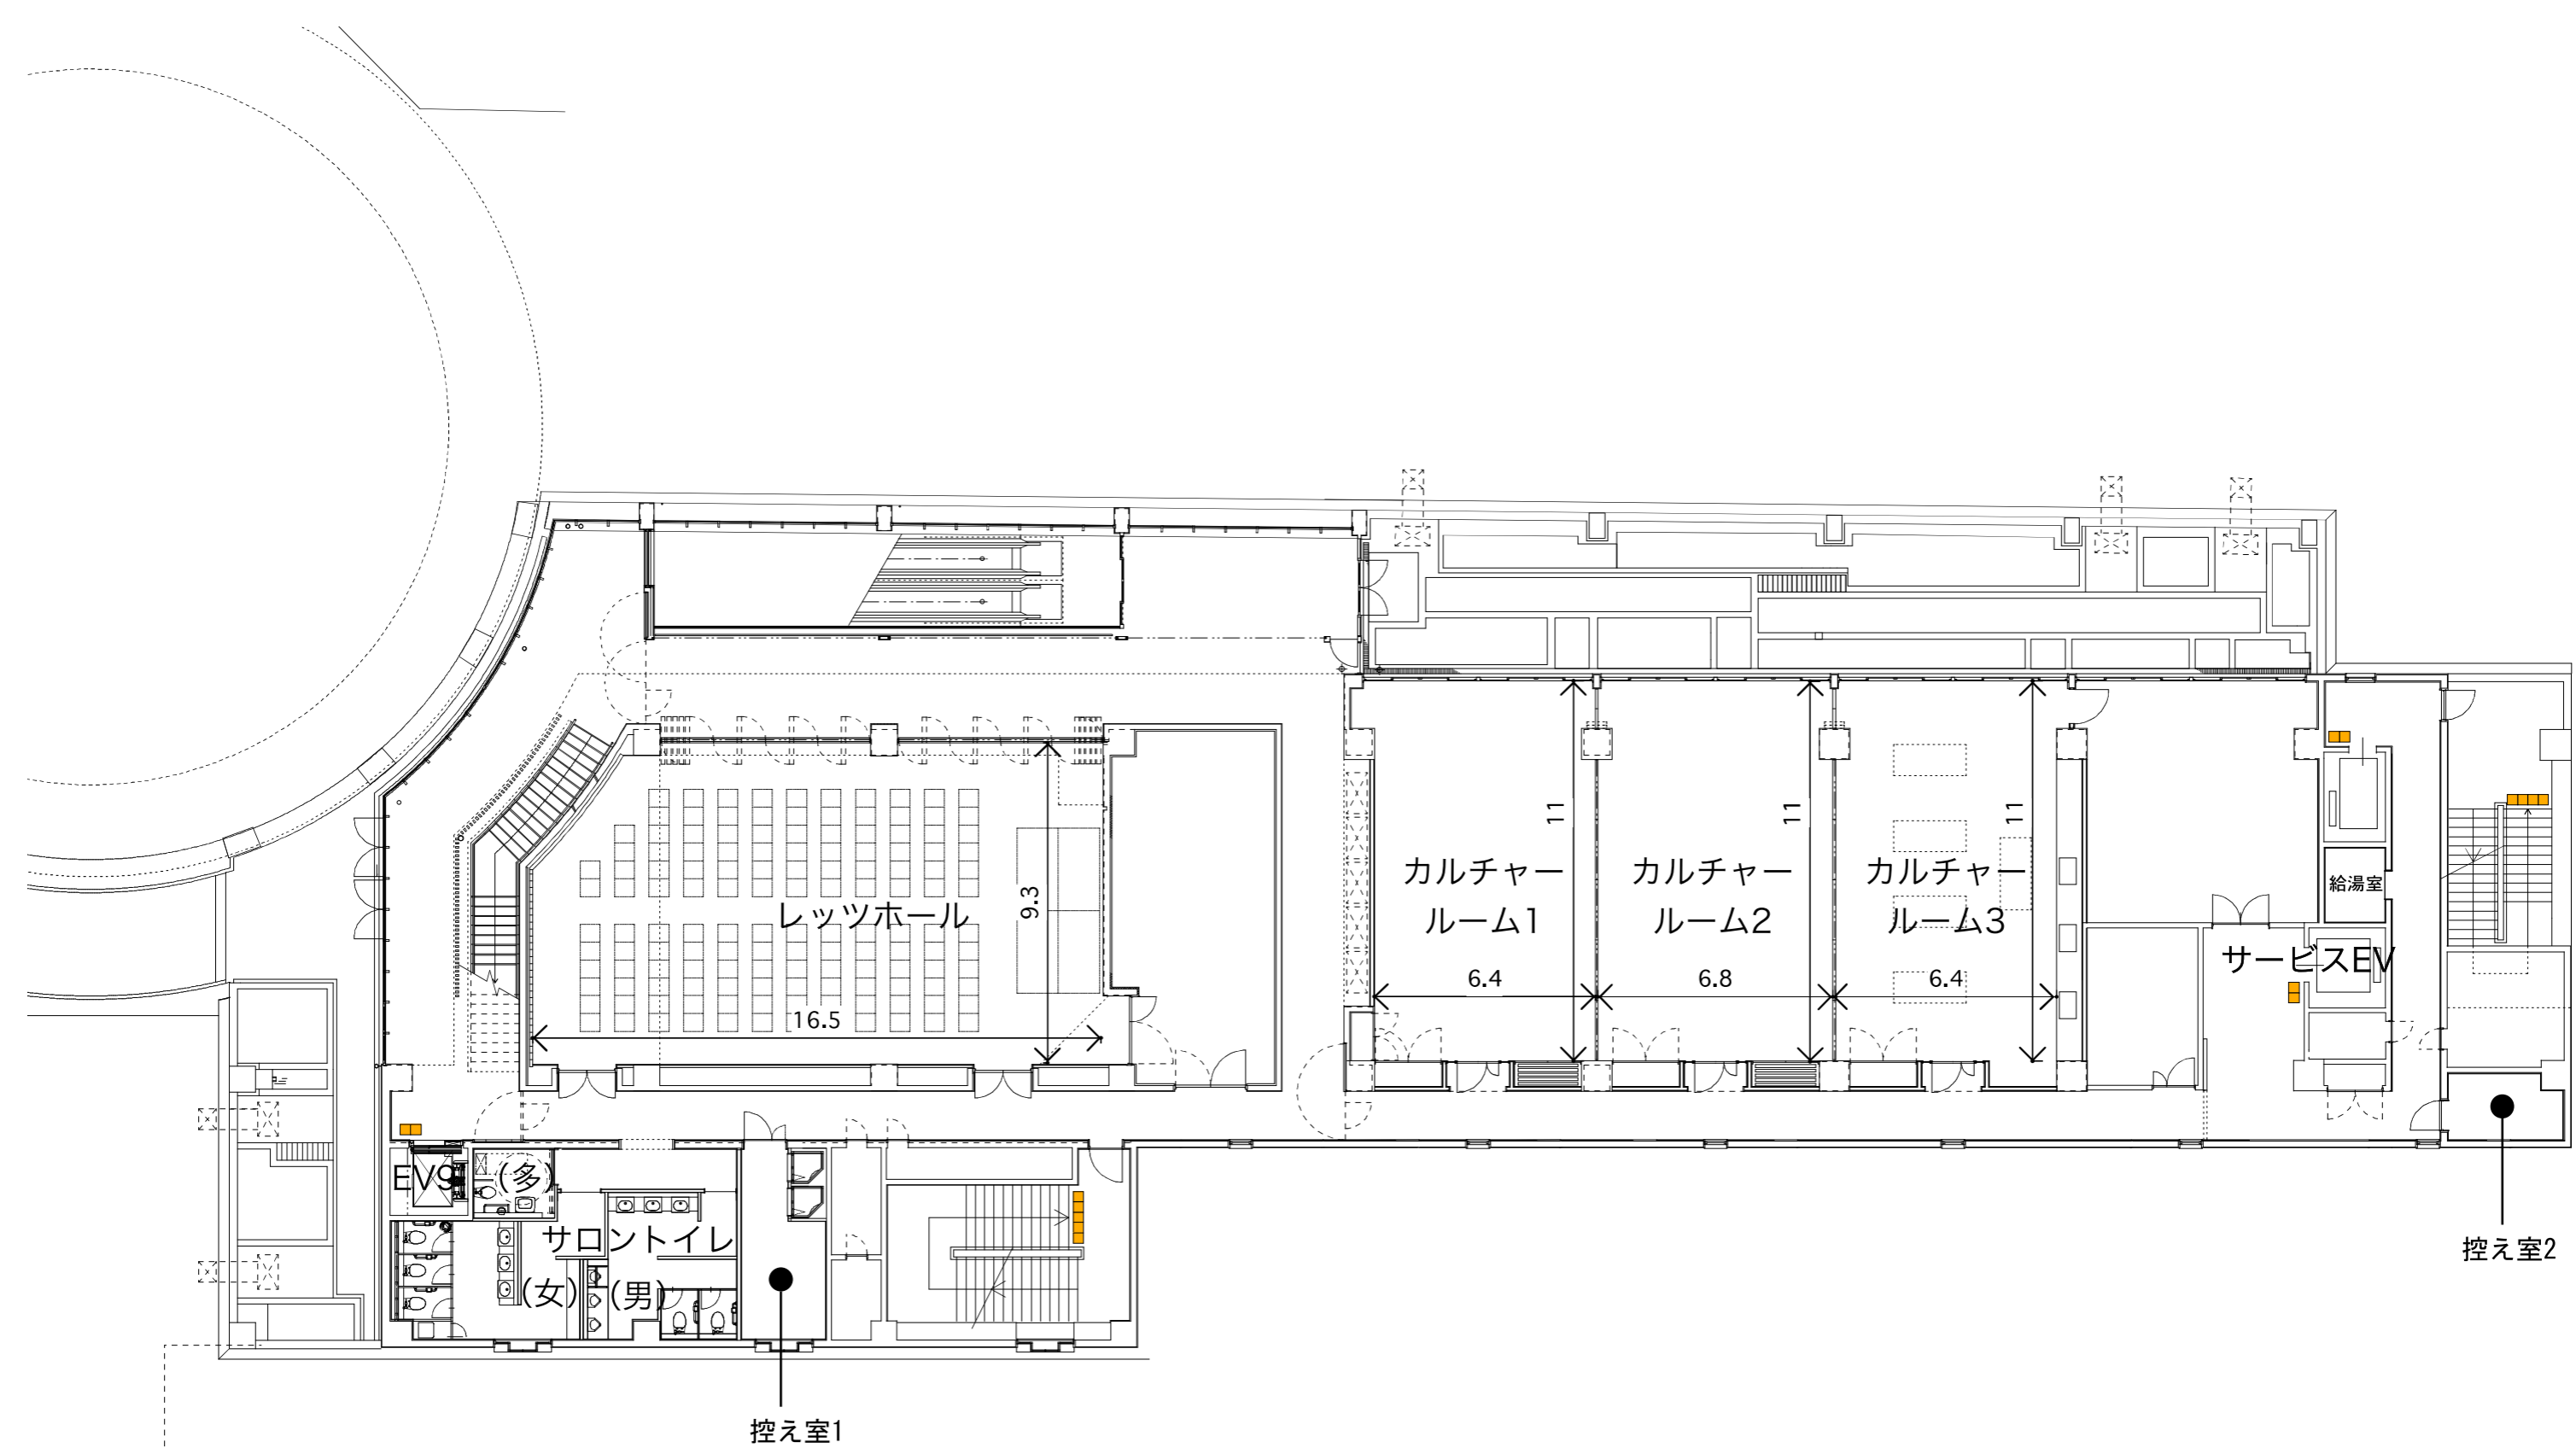 カルチャー
ルーム1
カルチャー
ルーム2
カルチャー
ルーム3
11
11
11
6.4
6.8
6.4
レッツホール
9.3
16.5
給湯室
サービスEV
EV9
(多)
サロントイレ
(女)
(男)
控え室1
控え室2